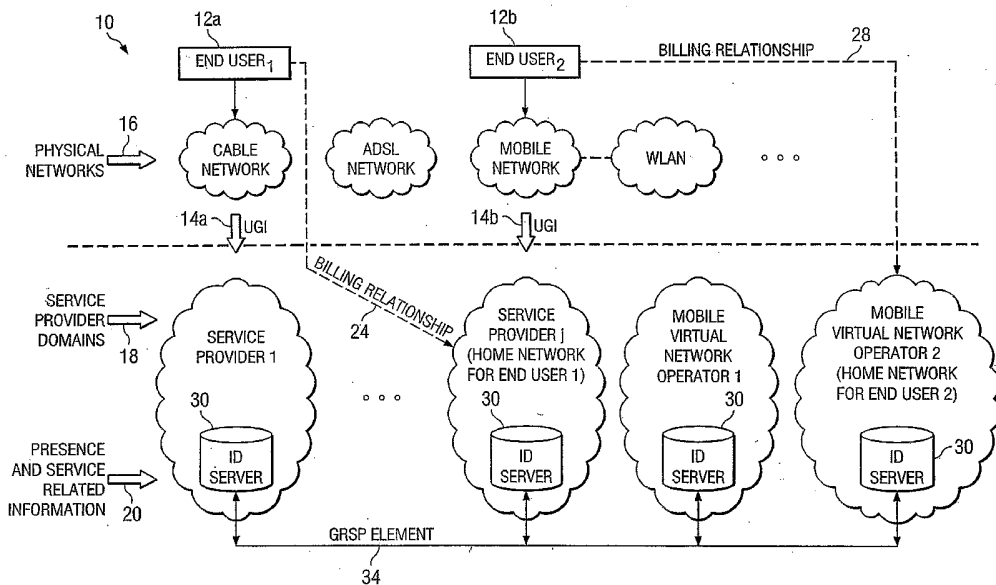 10
12a
END USER1
12b
END USER2
BILLING RELATIONSHIP
28
PHYSICAL
NETWORKS
16
CABLE
NETWORK
ADSL
NETWORK
MOBILE
NETWORK
WLAN
14a
UGI
14b
UGI
BILLING RELATIONSHIP
24
SERVICE
PROVIDER
DOMAINS
18
SERVICE
PROVIDER 1
SERVICE
PROVIDER j
(HOME NETWORK
FOR END USER 1)
MOBILE
VIRTUAL
NETWORK
OPERATOR 1
MOBILE
VIRTUAL NETWORK
OPERATOR 2
(HOME NETWORK
FOR END USER 2)
PRESENCE
AND SERVICE
RELATED
INFORMATION
20
30
ID
SERVER
30
ID
SERVER
30
ID
SERVER
ID
SERVER
30
GRSP ELEMENT
34